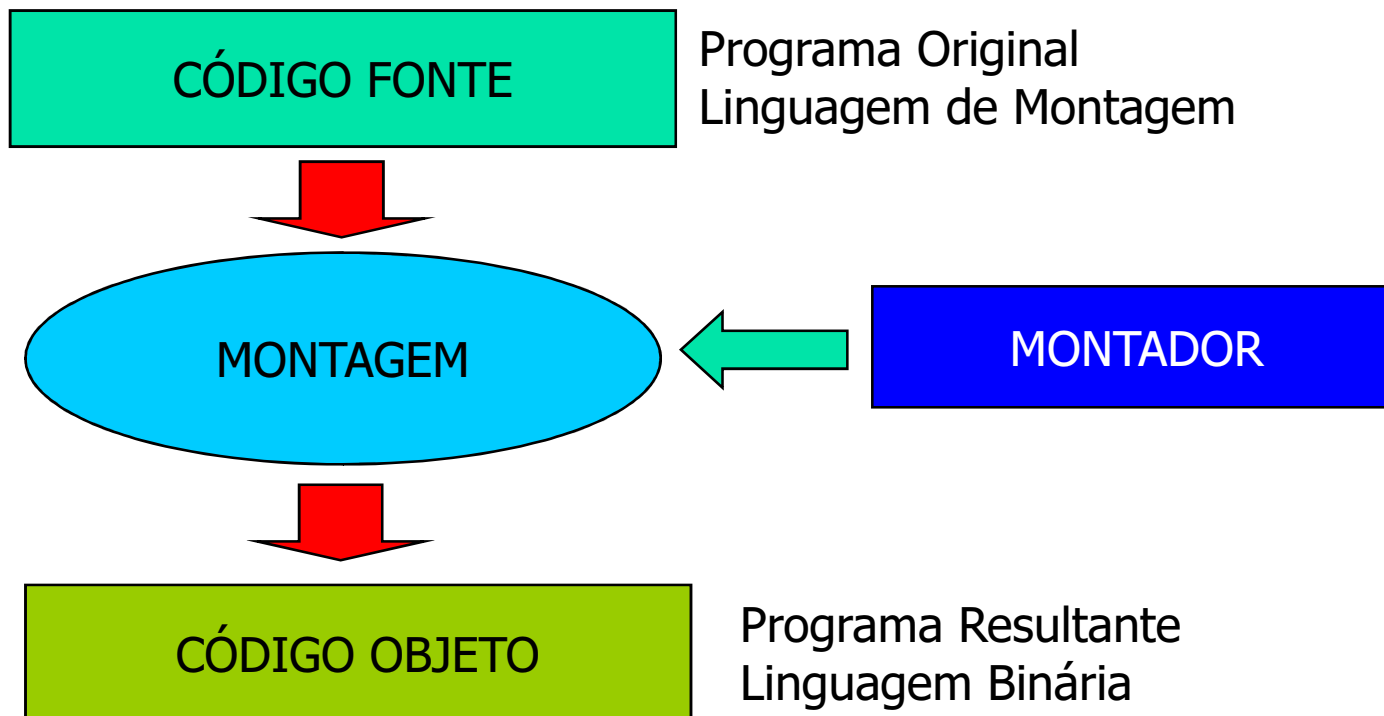 CÓDIGO FONTE
Programa Original
Linguagem de Montagem
MONTAGEM
MONTADOR
CÓDIGO OBJETO
Programa Resultante
Linguagem Binária